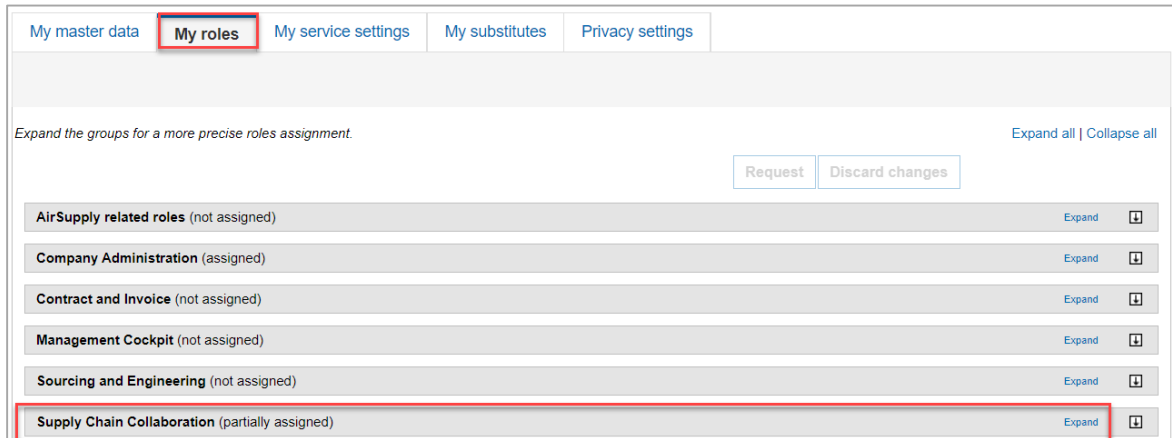 My master data My roles My service settings My substitutes Privacy settings
Expand the groups for a more precise roles assignment. Expand all | Collapse all
Request Discard changes
AirSupply related roles (not assigned) Expand
Company Administration (assigned) Expand
Contract and Invoice (not assigned) Expand
Management Cockpit (not assigned) Expand
Sourcing and Engineering (not assigned) Expand
Supply Chain Collaboration (partially assigned) Expand